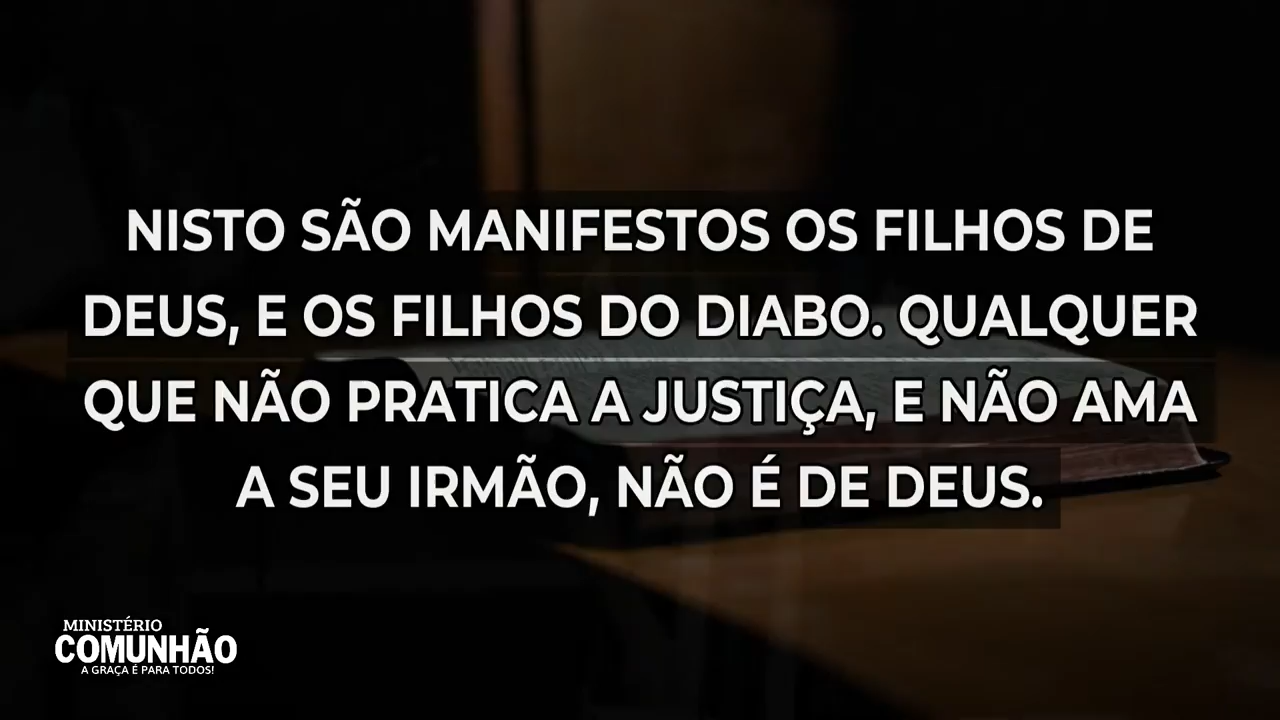 NISTO SÃO MANIFESTOS OS FILHOS DE
DEUS, E OS FILHOS DO DIABO. QUALQUER
QUE NÃO PRATICA A JUSTIÇA, E NÃO AMA
A SEU IRMÃO, NÃO É DE DEUS.
MINISTÉRIO
COMUNHÃO
A GRAÇA É PARA TODOS!